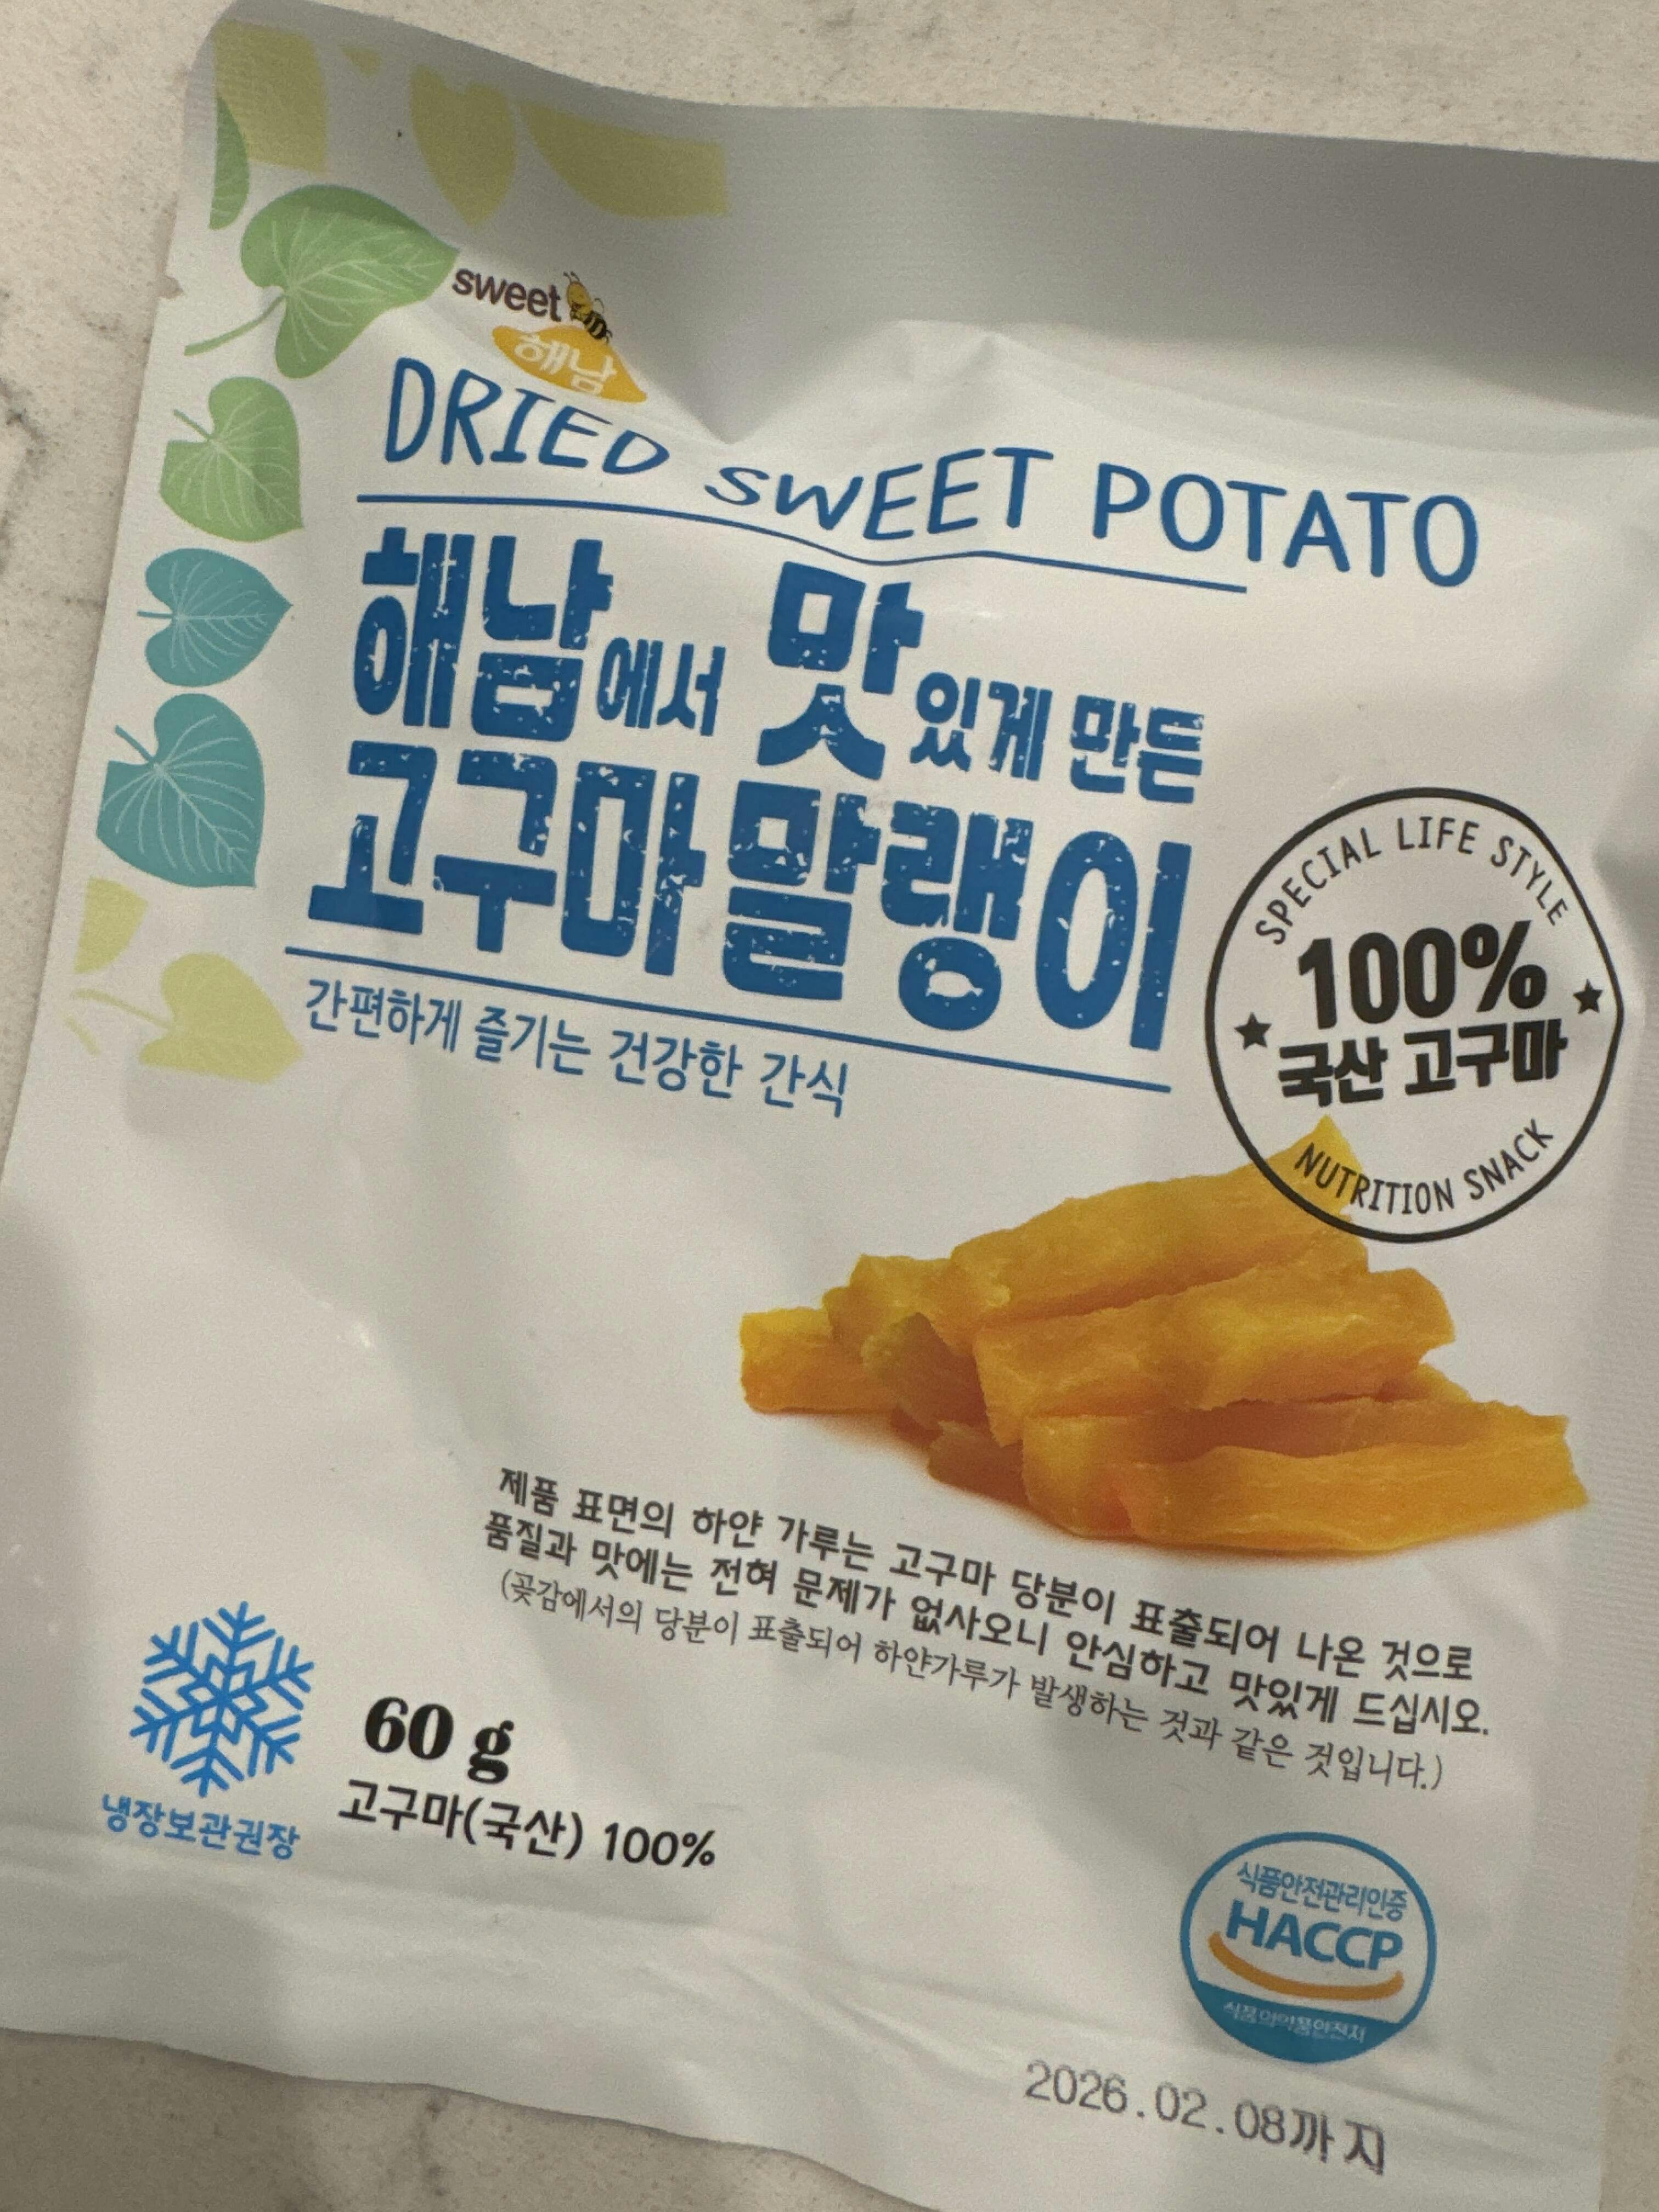 sweet
해남
DRIED SWEET POTATO
해남에서 맛있게 만든
고구마말랭이
간편하게 즐기는 건강한 간식
SPECIAL LIFE STYLE
100%
국산 고구마
NUTRITION SNACK
제품 표면의 하얀 가루는 고구마 당분이 표출되어 나온 것으로
품질과 맛에는 전혀 문제가 없사오니 안심하고 맛있게 드십시오.
(곶감에서의 당분이 표출되어 하얀가루가 발생하는 것과 같은 것입니다.)
60 g
고구마(국산) 100%
냉장보관권장
식품안전관리인증
HACCP
식품의약품안전처
2026.02.08까지